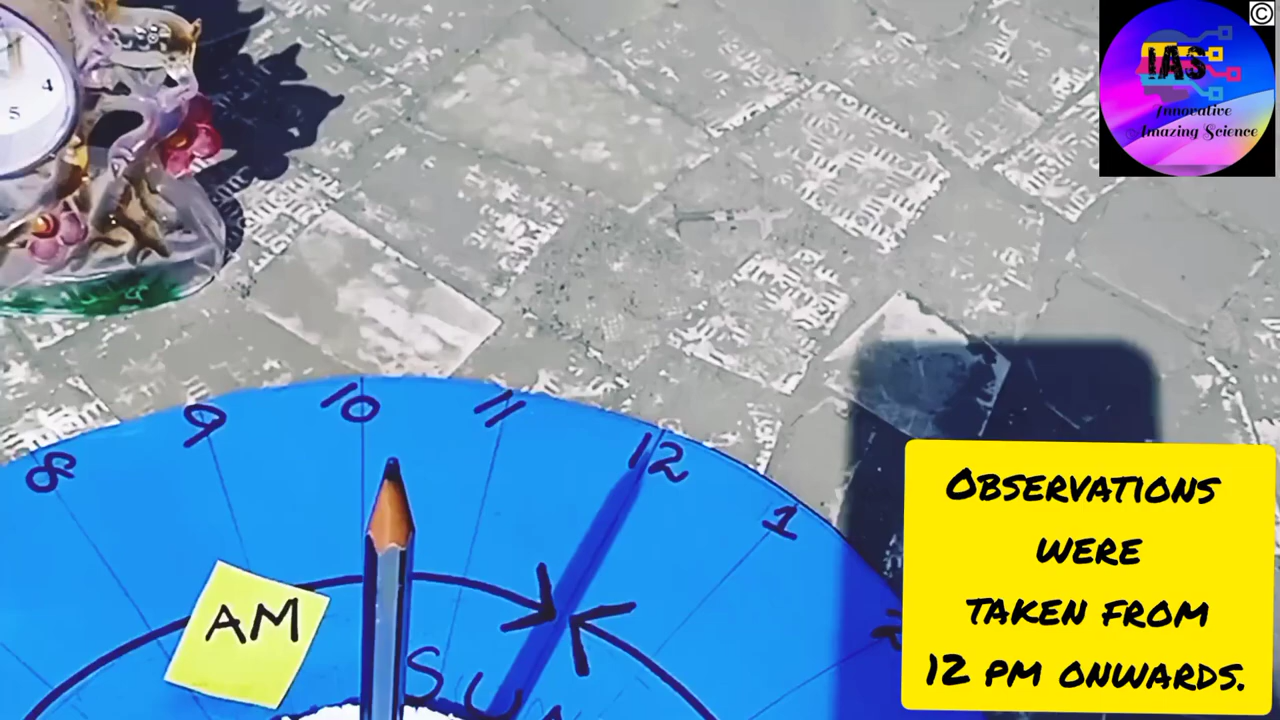 ©
IAS
Innovative
Amazing Science
4
5
8
9
10
11
12
1
AM
OBSERVATIONS
WERE
TAKEN FROM
12 PM ONWARDS.